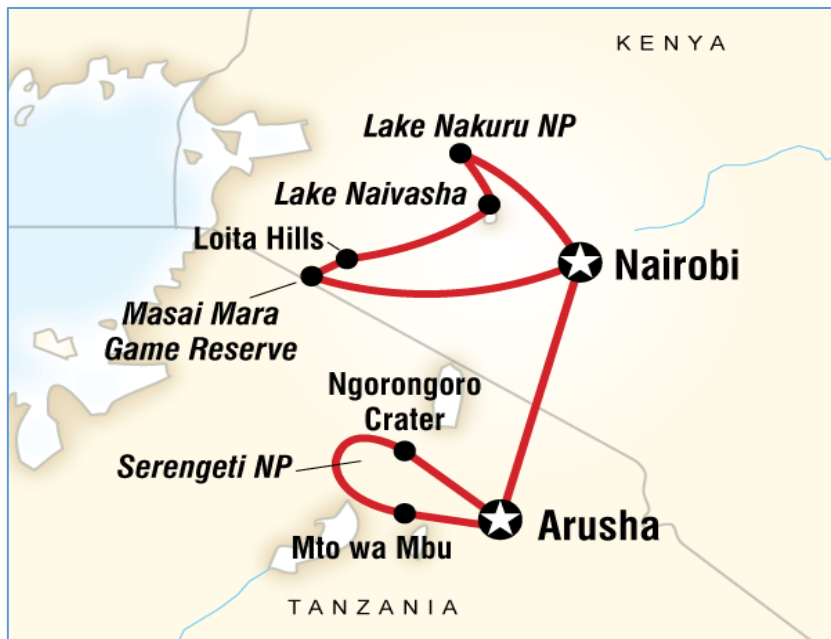 KENYA
Lake Nakuru NP
Lake Naivasha
Loita Hills
Nairobi
Masai Mara
Game Reserve
Ngorongoro
Crater
Serengeti NP
Arusha
Mto wa Mbu
TANZANIA